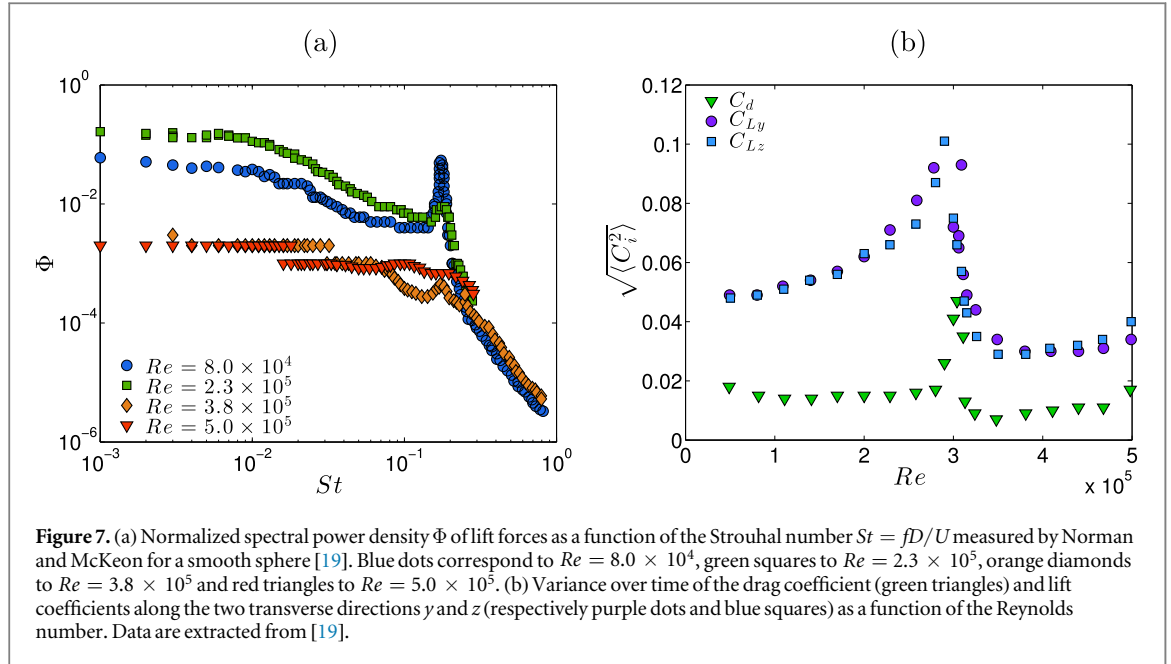 (a)
(b)
10^0
10^-2
Φ
10^-4
10^-6
Re = 8.0 × 10^4
Re = 2.3 × 10^5
Re = 3.8 × 10^5
Re = 5.0 × 10^5
10^-3 10^-2 10^-1 10^0
St
0.12
0.1
0.08
0.06
0.04
0.02
0
√⟨C_i^2⟩
C_d
C_Ly
C_Lz
0 1 2 3 4 5
Re
x 10^5
Figure 7. (a) Normalized spectral power density Φ of lift forces as a function of the Strouhal number St = fD/U measured by Norman
and McKeon for a smooth sphere [19]. Blue dots correspond to Re = 8.0 × 10^4, green squares to Re = 2.3 × 10^5, orange diamonds
to Re = 3.8 × 10^5 and red triangles to Re = 5.0 × 10^5. (b) Variance over time of the drag coefficient (green triangles) and lift
coefficients along the two transverse directions y and z (respectively purple dots and blue squares) as a function of the Reynolds
number. Data are extracted from [19].